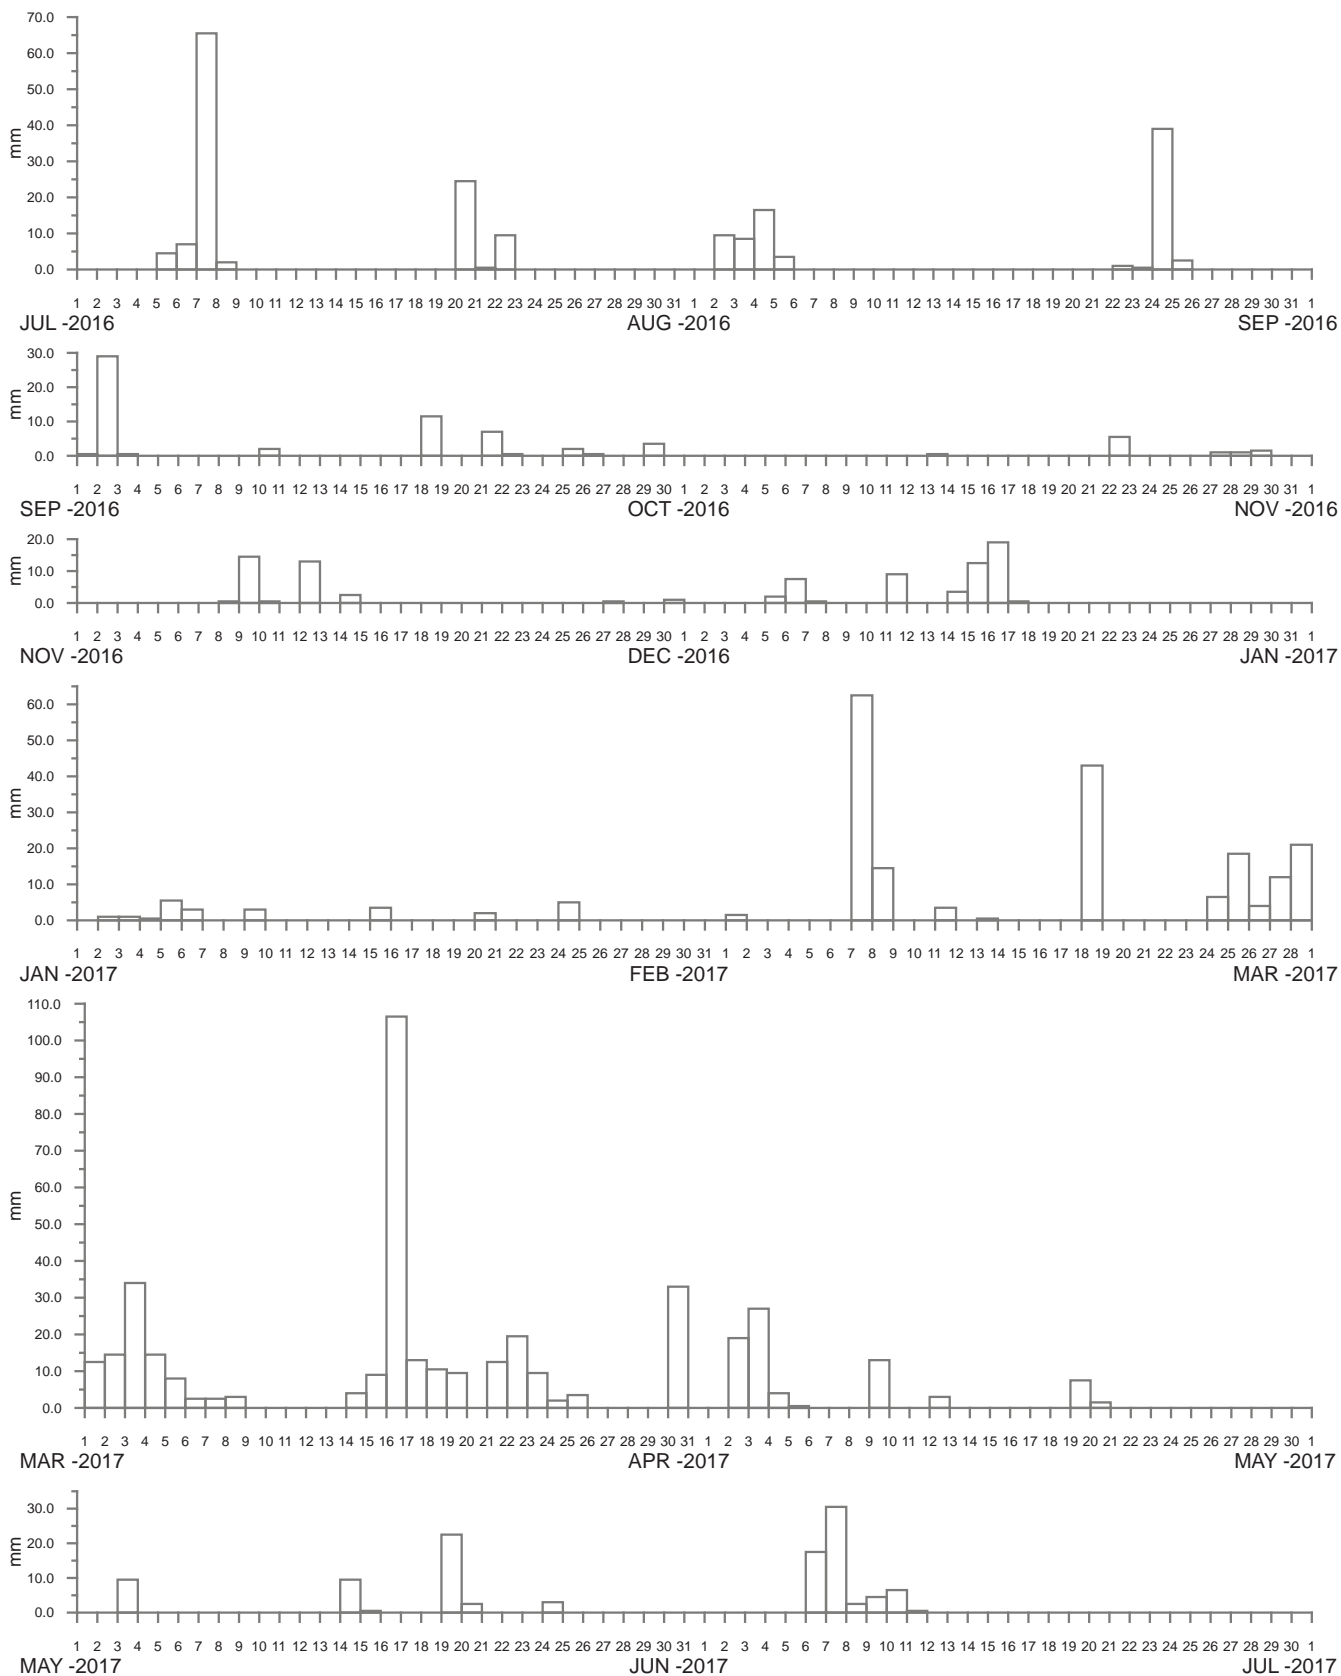 70.0
60.0
50.0
40.0
30.0
20.0
10.0
0.0
mm
1 2 3 4 5 6 7 8 9 10 11 12 13 14 15 16 17 18 19 20 21 22 23 24 25 26 27 28 29 30 31 1 2 3 4 5 6 7 8 9 10 11 12 13 14 15 16 17 18 19 20 21 22 23 24 25 26 27 28 29 30 31 1
JUL -2016 AUG -2016 SEP -2016
30.0
20.0
10.0
0.0
mm
1 2 3 4 5 6 7 8 9 10 11 12 13 14 15 16 17 18 19 20 21 22 23 24 25 26 27 28 29 30 1 2 3 4 5 6 7 8 9 10 11 12 13 14 15 16 17 18 19 20 21 22 23 24 25 26 27 28 29 30 31 1
SEP -2016 OCT -2016 NOV -2016
20.0
10.0
0.0
mm
1 2 3 4 5 6 7 8 9 10 11 12 13 14 15 16 17 18 19 20 21 22 23 24 25 26 27 28 29 30 1 2 3 4 5 6 7 8 9 10 11 12 13 14 15 16 17 18 19 20 21 22 23 24 25 26 27 28 29 30 31 1
NOV -2016 DEC -2016 JAN -2017
60.0
50.0
40.0
30.0
20.0
10.0
0.0
mm
1 2 3 4 5 6 7 8 9 10 11 12 13 14 15 16 17 18 19 20 21 22 23 24 25 26 27 28 29 30 31 1 2 3 4 5 6 7 8 9 10 11 12 13 14 15 16 17 18 19 20 21 22 23 24 25 26 27 28 1
JAN -2017 FEB -2017 MAR -2017
110.0
100.0
90.0
80.0
70.0
60.0
50.0
40.0
30.0
20.0
10.0
0.0
mm
1 2 3 4 5 6 7 8 9 10 11 12 13 14 15 16 17 18 19 20 21 22 23 24 25 26 27 28 29 30 31 1 2 3 4 5 6 7 8 9 10 11 12 13 14 15 16 17 18 19 20 21 22 23 24 25 26 27 28 29 30 1
MAR -2017 APR -2017 MAY -2017
30.0
20.0
10.0
0.0
mm
1 2 3 4 5 6 7 8 9 10 11 12 13 14 15 16 17 18 19 20 21 22 23 24 25 26 27 28 29 30 31 1 2 3 4 5 6 7 8 9 10 11 12 13 14 15 16 17 18 19 20 21 22 23 24 25 26 27 28 29 30 1
MAY -2017 JUN -2017 JUL -2017